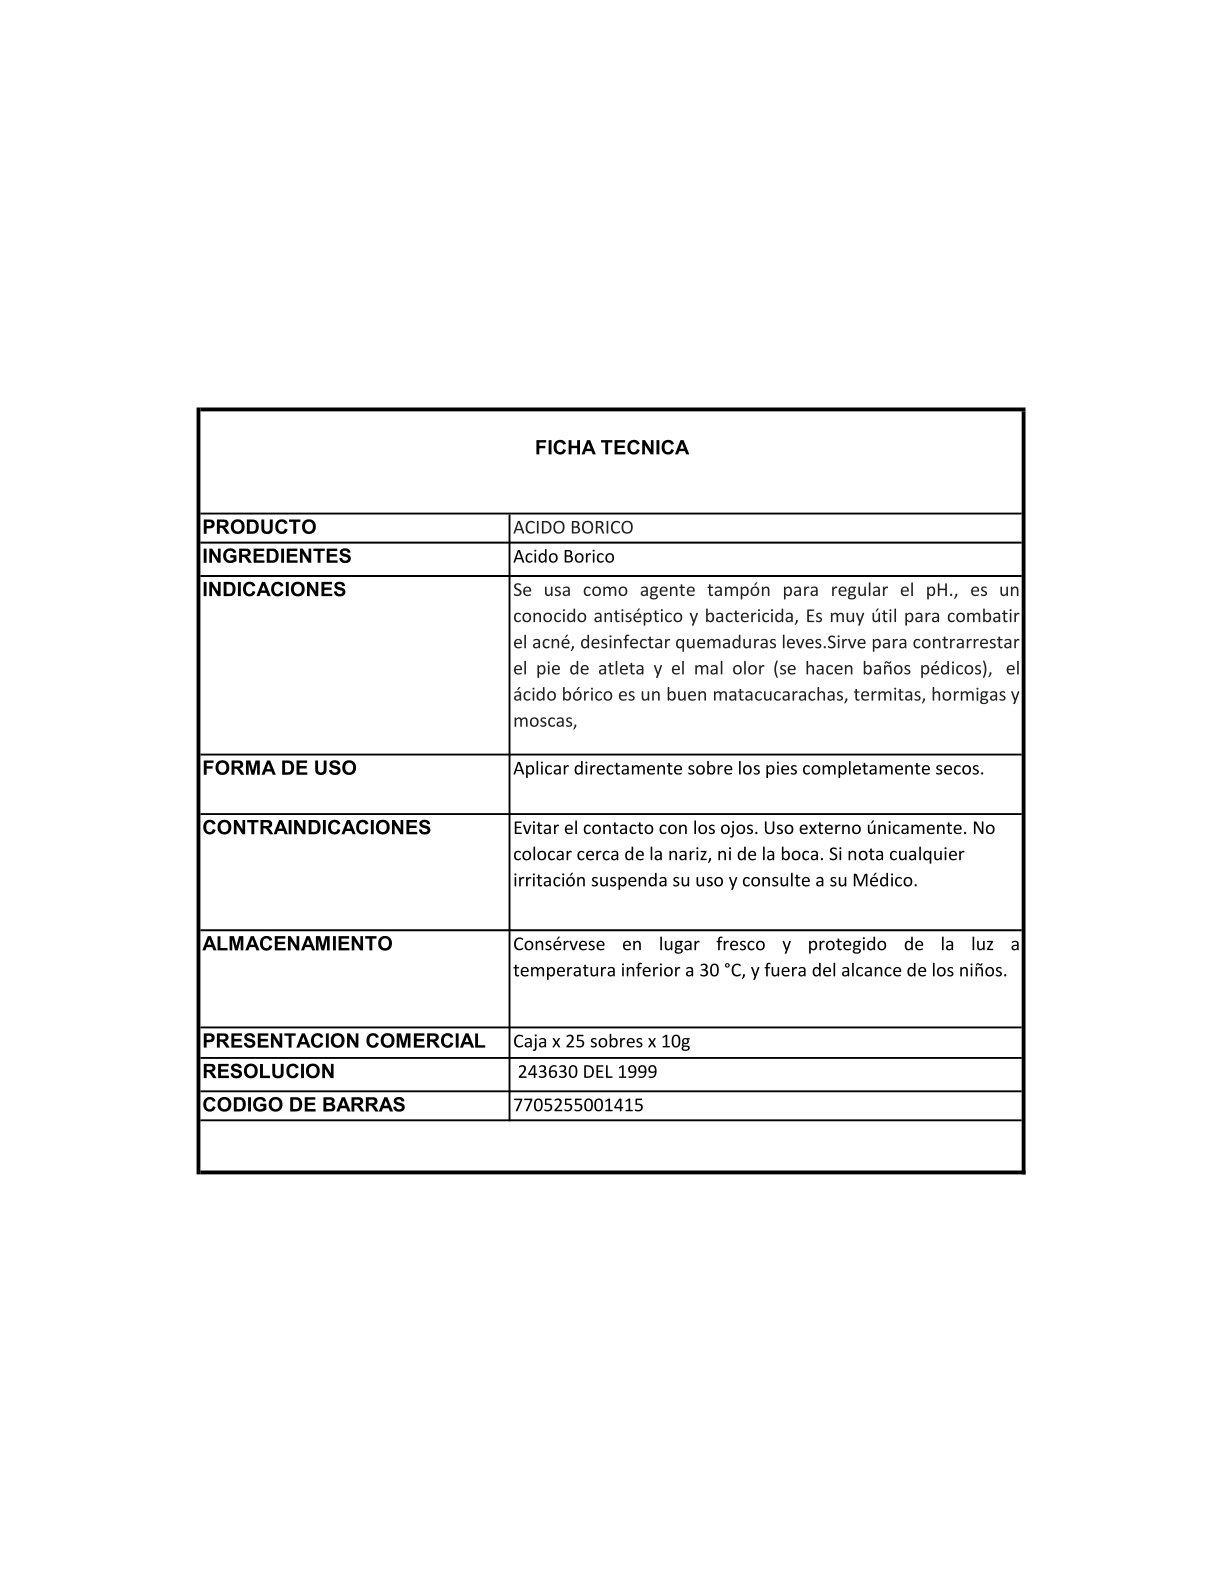 FICHA TECNICA
PRODUCTO
ACIDO BORICO
INGREDIENTES
Acido Borico
INDICACIONES
Se usa como agente tampón para regular el pH., es un
conocido antiséptico y bactericida, Es muy útil para combatir
el acné, desinfectar quemaduras leves.Sirve para contrarrestar
el pie de atleta y el mal olor (se hacen baños pédicos), el
ácido bórico es un buen matacucarachas, termitas, hormigas y
moscas,
FORMA DE USO
Aplicar directamente sobre los pies completamente secos.
CONTRAINDICACIONES
Evitar el contacto con los ojos. Uso externo únicamente. No
colocar cerca de la nariz, ni de la boca. Si nota cualquier
irritación suspenda su uso y consulte a su Médico.
ALMACENAMIENTO
Consérvese en lugar fresco y protegido de la luz a
temperatura inferior a 30 °C, y fuera del alcance de los niños.
PRESENTACION COMERCIAL
Caja x 25 sobres x 10g
RESOLUCION
243630 DEL 1999
CODIGO DE BARRAS
7705255001415